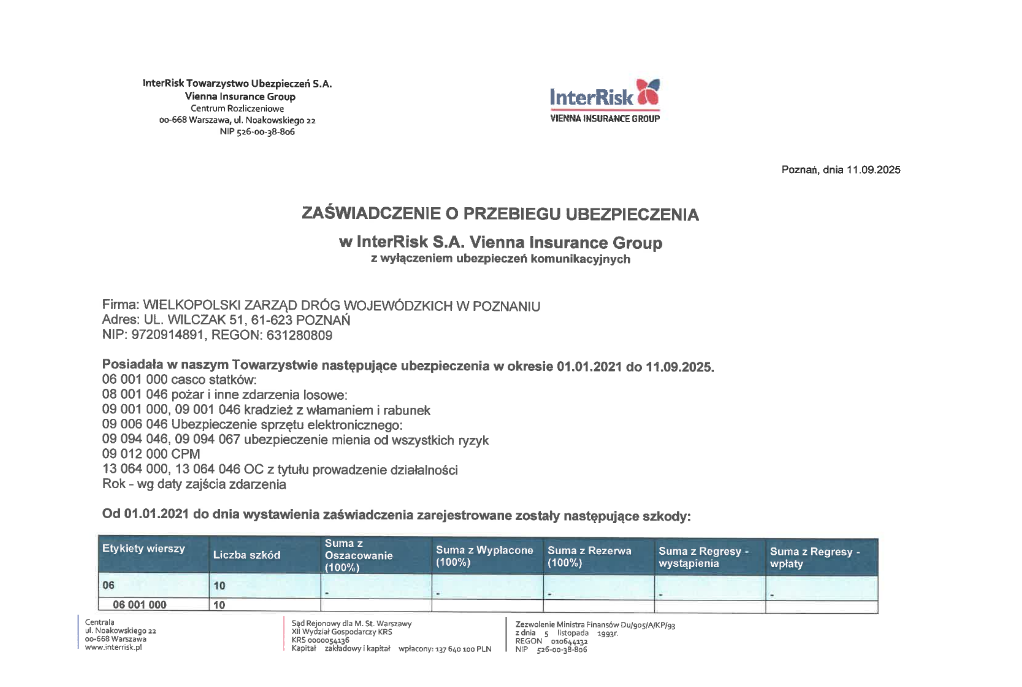 InterRisk Towarzystwo Ubezpieczeń S.A.
Vienna Insurance Group
Centrum Rozliczeniowe
00-668 Warszawa, ul. Noakowskiego 22
NIP 526-00-38-806
InterRisk
VIENNA INSURANCE GROUP
Poznań, dnia 11.09.2025
ZAŚWIADCZENIE O PRZEBIEGU UBEZPIECZENIA
w InterRisk S.A. Vienna Insurance Group
z wyłączeniem ubezpieczeń komunikacyjnych
Firma: WIELKOPOLSKI ZARZĄD DRÓG WOJEWÓDZKICH W POZNANIU
Adres: UL. WILCZAK 51, 61-623 POZNAŃ
NIP: 9720914891, REGON: 631280809
Posiadała w naszym Towarzystwie następujące ubezpieczenia w okresie 01.01.2021 do 11.09.2025.
06 001 000 casco statków:
08 001 046 pożar i inne zdarzenia losowe:
09 001 000, 09 001 046 kradzież z włamaniem i rabunek
09 006 046 Ubezpieczenie sprzętu elektronicznego:
09 094 046, 09 094 067 ubezpieczenie mienia od wszystkich ryzyk
09 012 000 CPM
13 064 000, 13 064 046 OC z tytułu prowadzenie działalności
Rok - wg daty zajścia zdarzenia
Od 01.01.2021 do dnia wystawienia zaświadczenia zarejestrowane zostały następujące szkody:
Etykiety wierszy Liczba szkód Suma z Oszacowanie (100%) Suma z Wypłacone (100%) Suma z Rezerwa (100%) Suma z Regresy - wystąpienia Suma z Regresy - wpłaty
06 10 - - - - -
06 001 000 10
Centrala
ul. Noakowskiego 22
00-668 Warszawa
www.interrisk.pl
Sąd Rejonowy dla M. St. Warszawy
XII Wydział Gospodarczy KRS
KRS 0000054136
Kapitał zakładowy i kapitał wpłacony: 137 640 100 PLN
Zezwolenie Ministra Finansów Du/905/A/KP/93
z dnia 5 listopada 1993r.
REGON 010644132
NIP 526-00-38-806